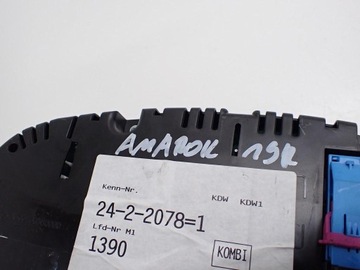 AMAROK 19R
Kenn-Nr.
KDW KDW1
24-2-2078=1
Lfd-Nr M1
1390
KOMBI